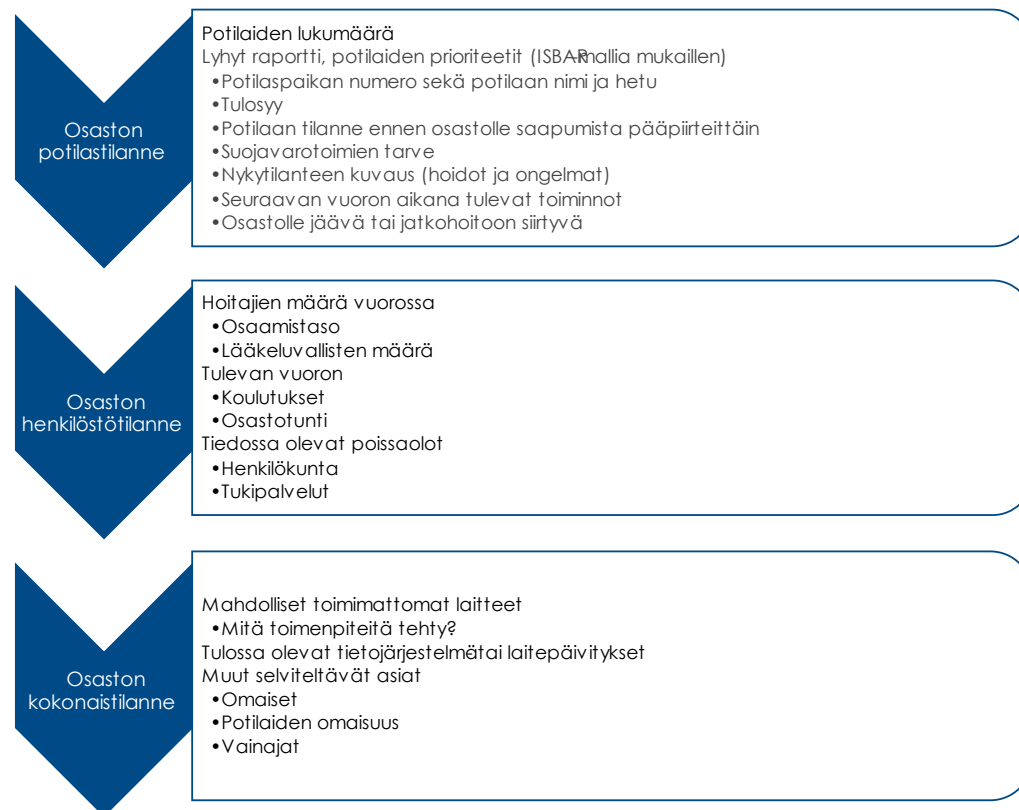 Osaston
potilastilanne
Potilaiden lukumäärä
Lyhyt raportti, potilaiden prioriteetit (ISBAR-mallia mukaillen)
•Potilaspaikan numero sekä potilaan nimi ja hetu
•Tulosyy
•Potilaan tilanne ennen osastolle saapumista pääpiirteittäin
•Suojavarotoimien tarve
•Nykytilanteen kuvaus (hoidot ja ongelmat)
•Seuraavan vuoron aikana tulevat toiminnot
•Osastolle jäävä tai jatkohoitoon siirtyvä
Osaston
henkilöstötilanne
Hoitajien määrä vuorossa
•Osaamistaso
•Lääkeluvallisten määrä
Tulevan vuoron
•Koulutukset
•Osastotunti
Tiedossa olevat poissaolot
•Henkilökunta
•Tukipalvelut
Osaston
kokonaistilanne
Mahdolliset toimimattomat laitteet
•Mitä toimenpiteitä tehty?
Tulossa olevat tietojärjestelmätai laitepäivitykset
Muut selviteltävät asiat
•Omaiset
•Potilaiden omaisuus
•Vainajat